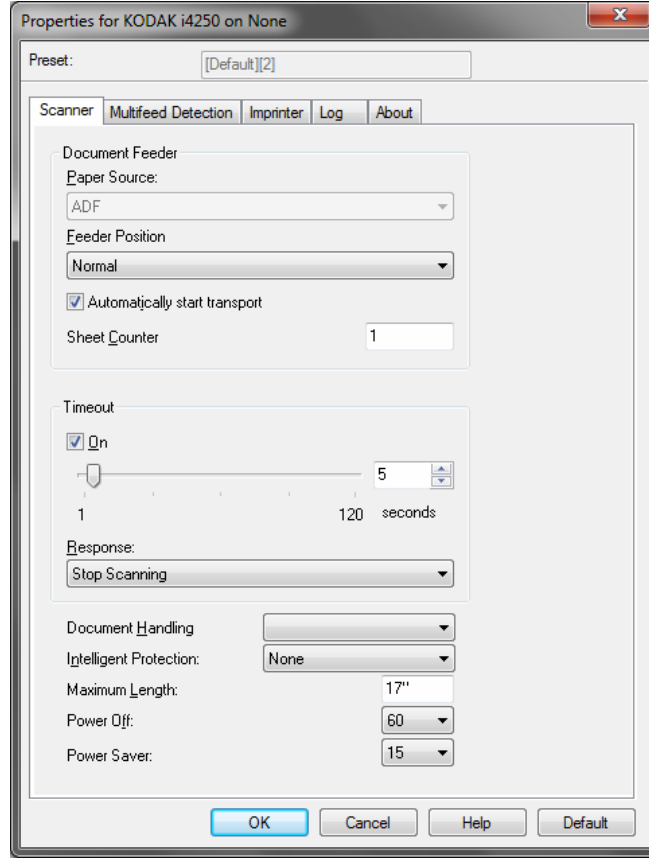 Properties for KODAK i4250 on None
Preset: [Default][2]
Scanner Multifeed Detection Imprinter Log About
Document Feeder
Paper Source:
ADF
Feeder Position
Normal
Automatically start transport
Sheet Counter 1
Timeout
On
5
1 120 seconds
Response:
Stop Scanning
Document Handling
Intelligent Protection: None
Maximum Length: 17"
Power Off: 60
Power Saver: 15
OK Cancel Help Default